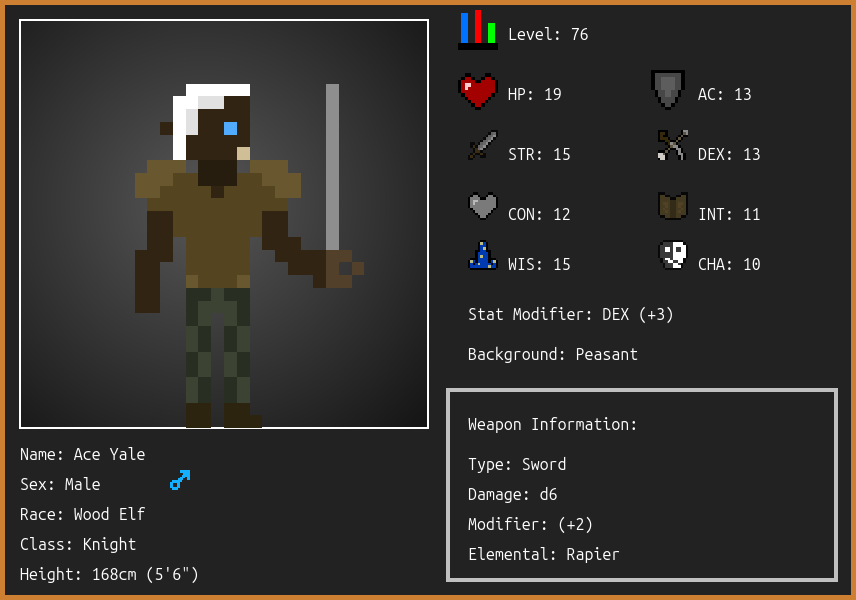 Level: 76
HP: 19
AC: 13
STR: 15
DEX: 13
CON: 12
INT: 11
WIS: 15
CHA: 10
Stat Modifier: DEX (+3)
Background: Peasant
Weapon Information:
Type: Sword
Damage: d6
Modifier: (+2)
Elemental: Rapier
Name: Ace Yale
Sex: Male
Race: Wood Elf
Class: Knight
Height: 168cm (5'6")